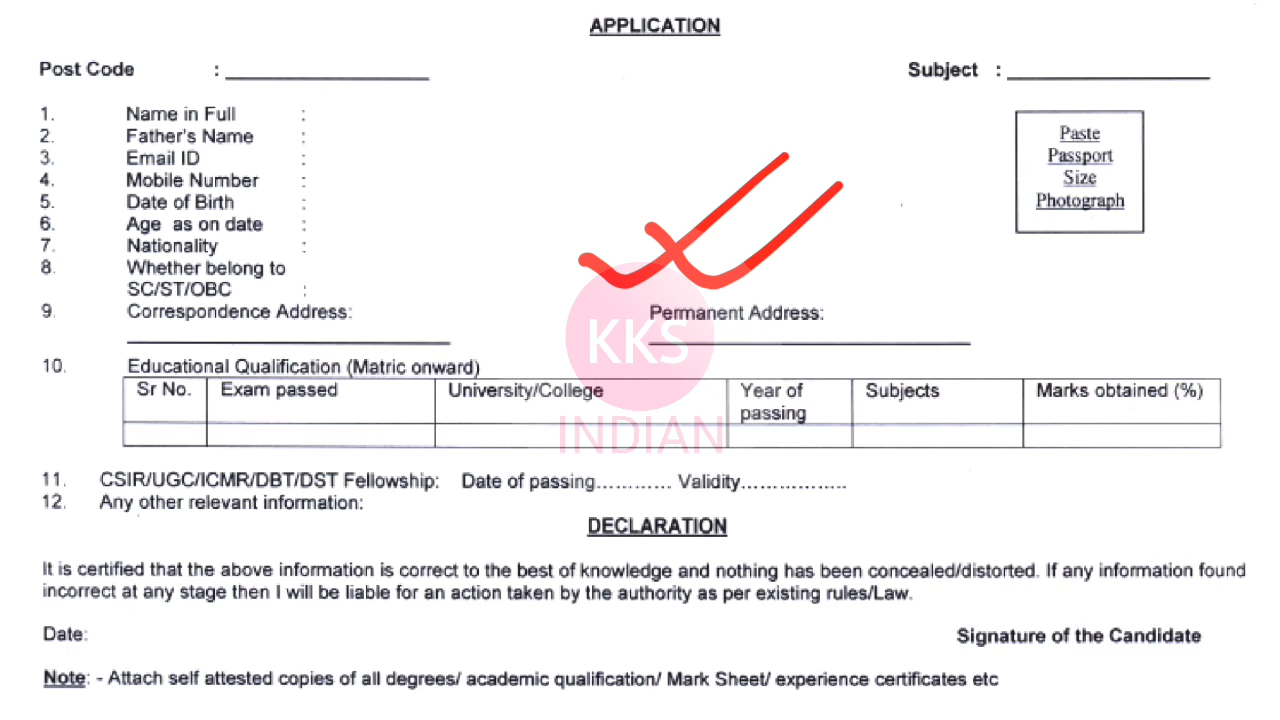 APPLICATION
Post Code : ____________________ Subject : ____________________
1. Name in Full :
2. Father's Name :
3. Email ID :
4. Mobile Number :
5. Date of Birth :
6. Age as on date :
7. Nationality :
8. Whether belong to
SC/ST/OBC :
Paste
Passport
Size
Photograph
9. Correspondence Address: Permanent Address:
KKS
INDIAN
10. Educational Qualification (Matric onward)
Sr No. Exam passed University/College Year of passing Subjects Marks obtained (%)
11. CSIR/UGC/ICMR/DBT/DST Fellowship: Date of passing............ Validity.................
12. Any other relevant information:
DECLARATION
It is certified that the above information is correct to the best of knowledge and nothing has been concealed/distorted. If any information found
incorrect at any stage then I will be liable for an action taken by the authority as per existing rules/Law.
Date: Signature of the Candidate
Note: - Attach self attested copies of all degrees/ academic qualification/ Mark Sheet/ experience certificates etc